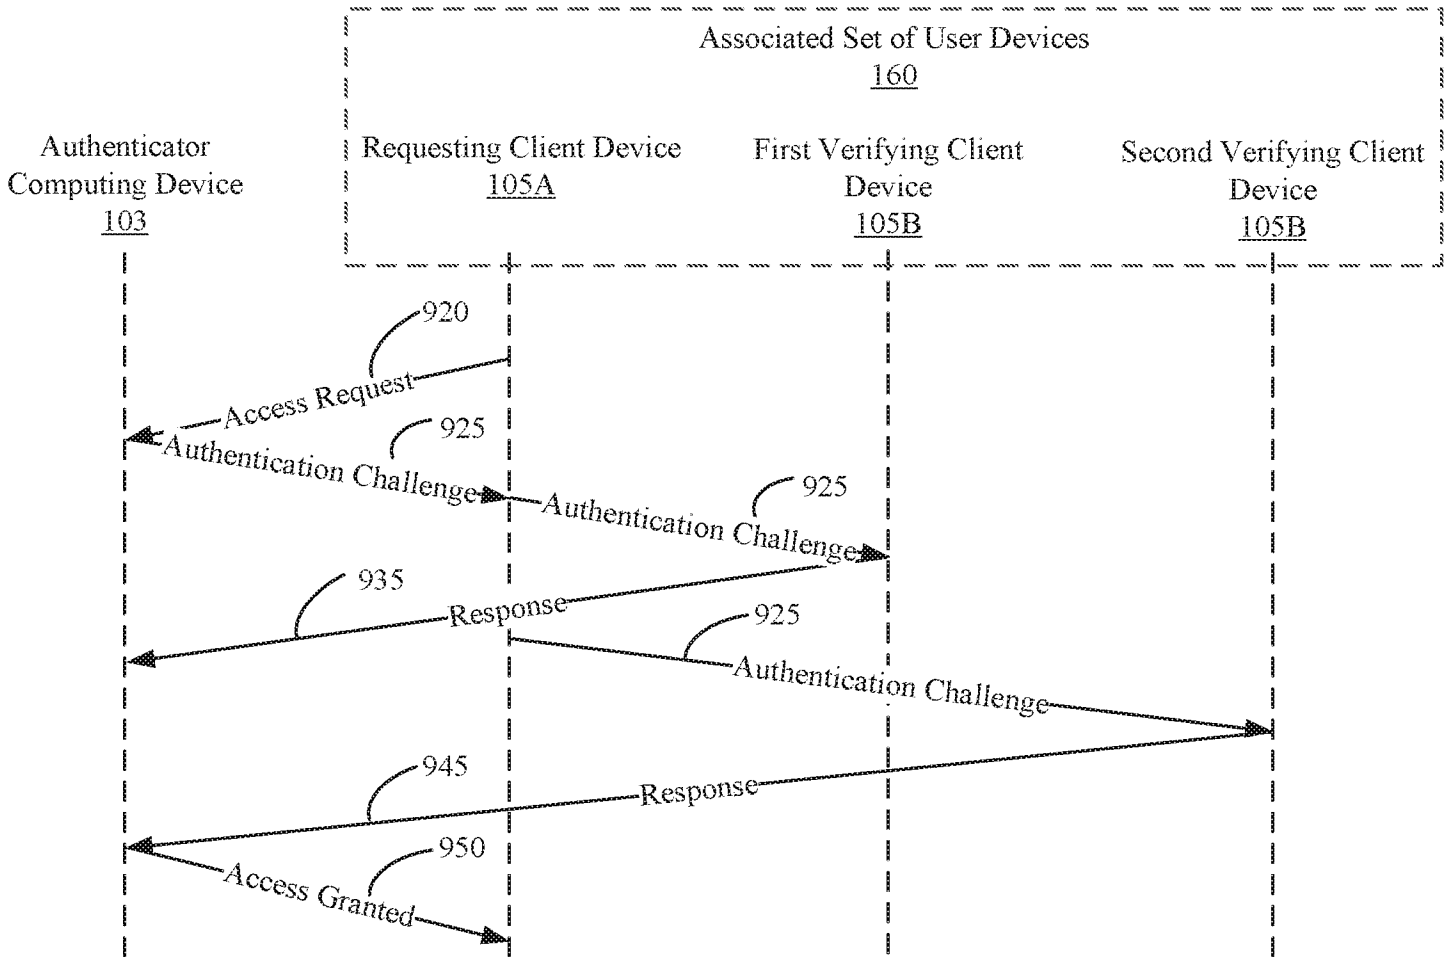 Associated Set of User Devices
160
Authenticator
Computing Device
103
Requesting Client Device
105A
First Verifying Client
Device
105B
Second Verifying Client
Device
105B
920
Access Request
925
Authentication Challenge
925
Authentication Challenge
935
Response
925
Authentication Challenge
945
Response
950
Access Granted